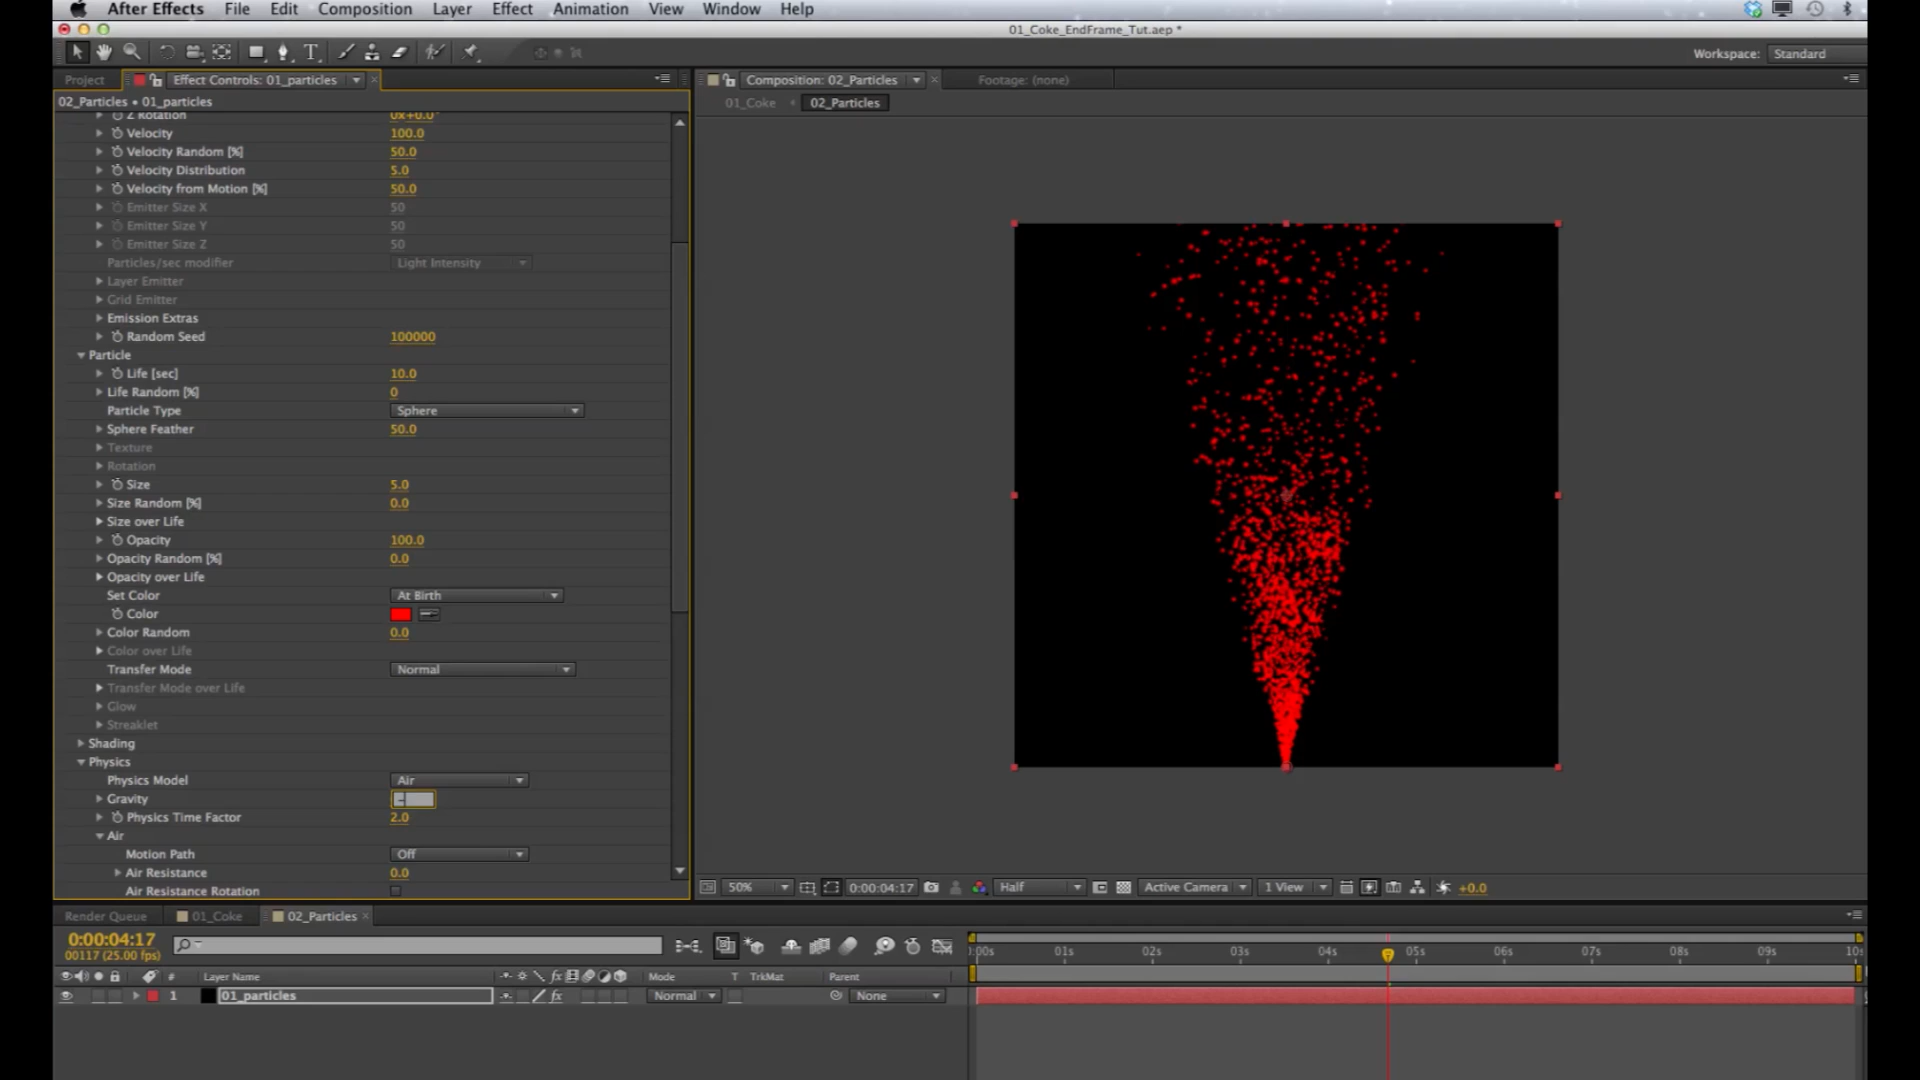 After Effects File Edit Composition Layer Effect Animation View Window Help
01_Coke_EndFrame_Tut.aep *
T
Workspace: Standard
Project
Effect Controls: 01_particles
Composition: 02_Particles
Footage: (none)
02_Particles • 01_particles
01_Coke
02_Particles
Z Rotation 0x+0.0°
Velocity 100.0
Velocity Random [%] 50.0
Velocity Distribution 5.0
Velocity from Motion [%] 50.0
Emitter Size X 50
Emitter Size Y 50
Emitter Size Z 50
Particles/sec modifier Light Intensity
Layer Emitter
Grid Emitter
Emission Extras
Random Seed 100000
Particle
Life [sec] 10.0
Life Random [%] 0
Particle Type Sphere
Sphere Feather 50.0
Texture
Rotation
Size 5.0
Size Random [%] 0.0
Size over Life
Opacity 100.0
Opacity Random [%] 0.0
Opacity over Life
Set Color At Birth
Color
Color Random 0.0
Color over Life
Transfer Mode Normal
Transfer Mode over Life
Glow
Streaklet
Shading
Physics
Physics Model Air
Gravity -
Physics Time Factor 2.0
Air
Motion Path Off
Air Resistance 0.0
Air Resistance Rotation
50% 0:00:04:17 Half Active Camera 1 View +0.0
Render Queue 01_Coke 02_Particles
0:00:04:17
00117 (25.00 fps)
:00s 01s 02s 03s 04s 05s 06s 07s 08s 09s 10s
# Layer Name fx Mode T TrkMat Parent
1 01_particles fx Normal None